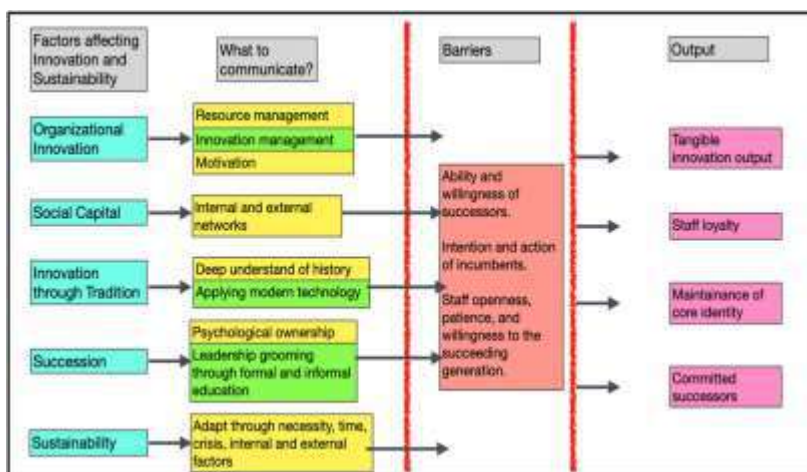 Factors affecting
Innovation and
Sustainability
What to
communicate?
Barriers
Output
Organizational
Innovation
Resource management
Innovation management
Motivation
Social Capital
Internal and external
networks
Innovation
through Tradition
Deep understand of history
Applying modern technology
Succession
Psychological ownership
Leadership grooming
through formal and informal
education
Sustainability
Adapt through necessity, time,
crisis, internal and external
factors
Ability and
willingness of
successors.
Intention and action
of incumbents.
Staff openness,
patience, and
willingness to the
succeeding
generation.
Tangible
innovation output
Staff loyalty
Maintainance of
core identity
Committed
successors